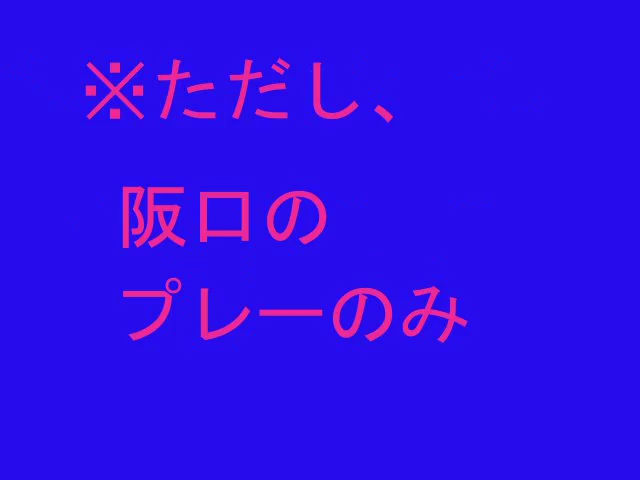 ※ただし、
阪口の
プレーのみ